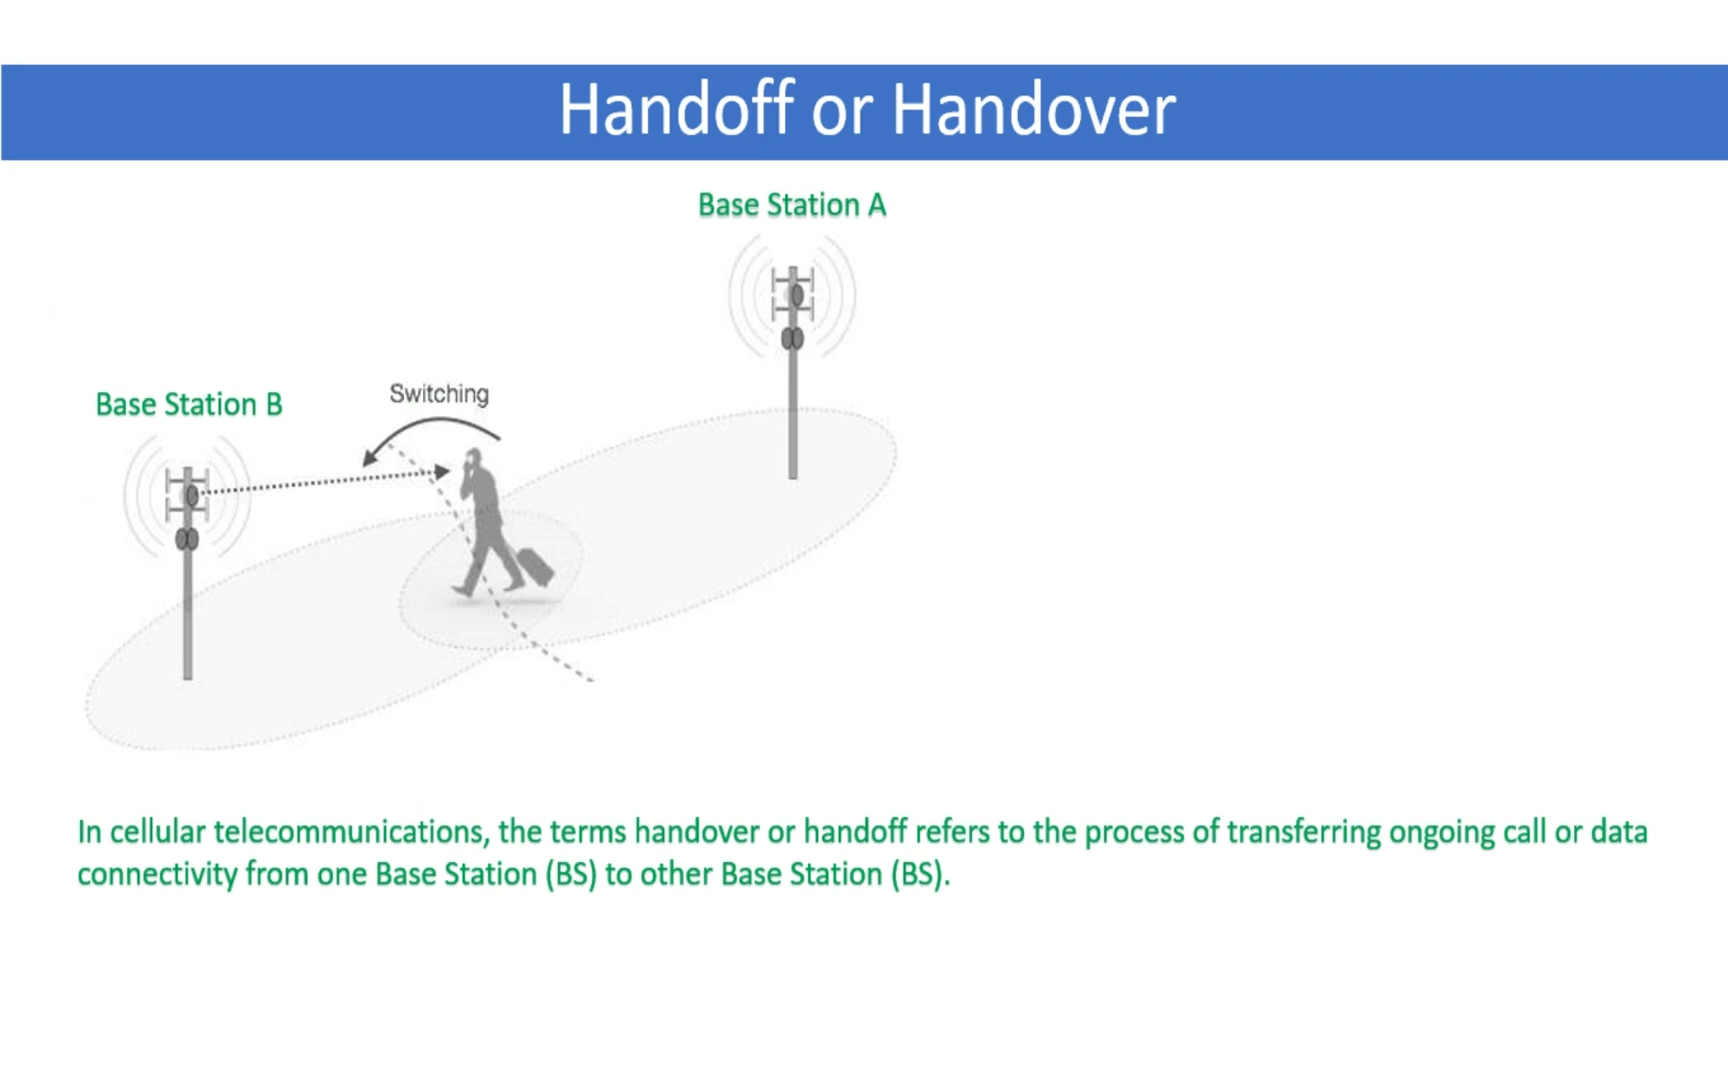 Handoff or Handover
Base Station A
Switching
Base Station B
In cellular telecommunications, the terms handover or handoff refers to the process of transferring ongoing call or data
connectivity from one Base Station (BS) to other Base Station (BS).